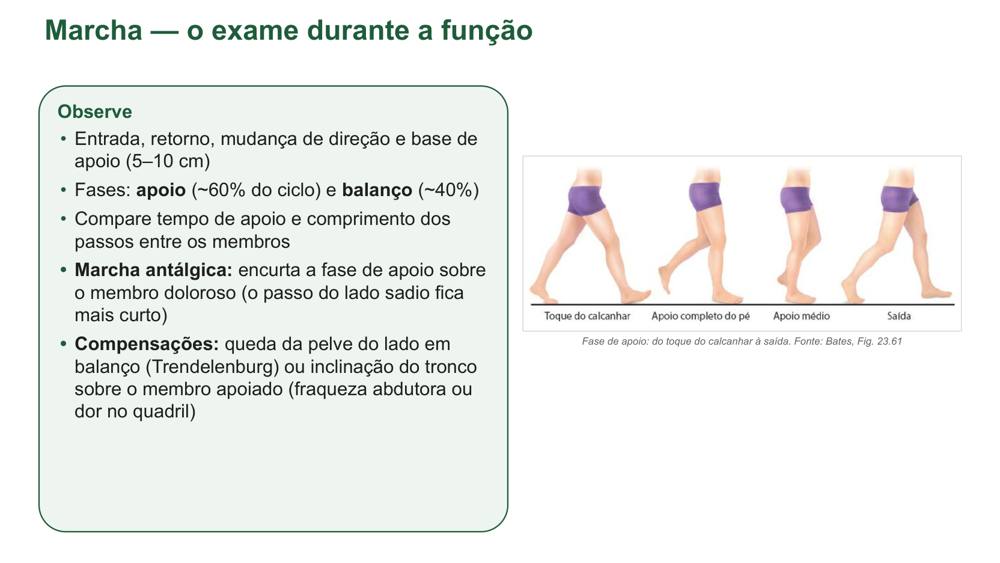 Marcha — o exame durante a função
Observe
• Entrada, retorno, mudança de direção e base de
apoio (5–10 cm)
• Fases: apoio (~60% do ciclo) e balanço (~40%)
• Compare tempo de apoio e comprimento dos
passos entre os membros
• Marcha antálgica: encurta a fase de apoio sobre
o membro doloroso (o passo do lado sadio fica
mais curto)
• Compensações: queda da pelve do lado em
balanço (Trendelenburg) ou inclinação do tronco
sobre o membro apoiado (fraqueza abdutora ou
dor no quadril)
Toque do calcanhar Apoio completo do pé Apoio médio Saída
Fase de apoio: do toque do calcanhar à saída. Fonte: Bates, Fig. 23.61